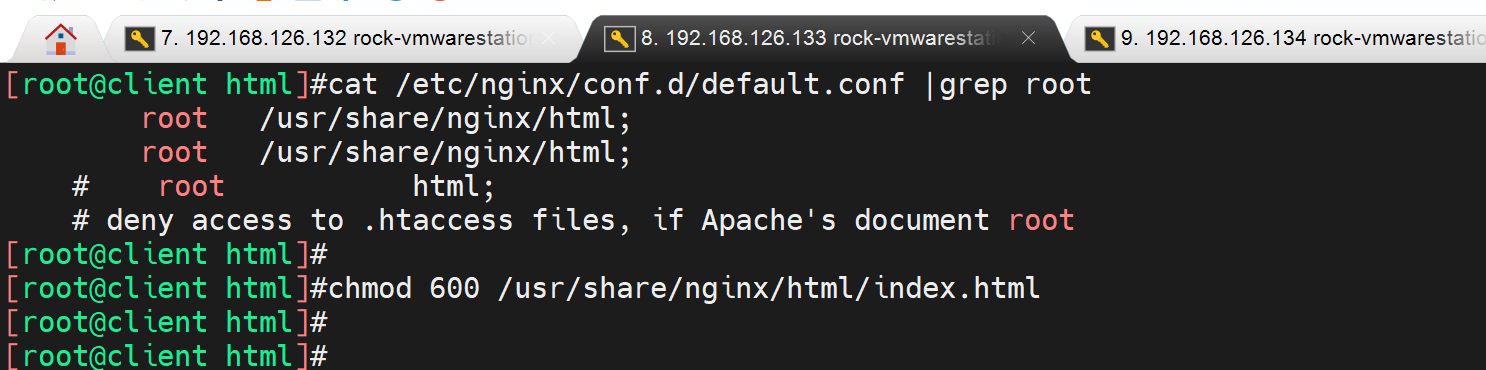 7. 192.168.126.132 rock-vmwarestation
8. 192.168.126.133 rock-vmwarestati
9. 192.168.126.134 rock-vmwarestatio
[root@client html]#cat /etc/nginx/conf.d/default.conf |grep root
        root   /usr/share/nginx/html;
        root   /usr/share/nginx/html;
    #    root           html;
    # deny access to .htaccess files, if Apache's document root
[root@client html]#
[root@client html]#chmod 600 /usr/share/nginx/html/index.html
[root@client html]#
[root@client html]#